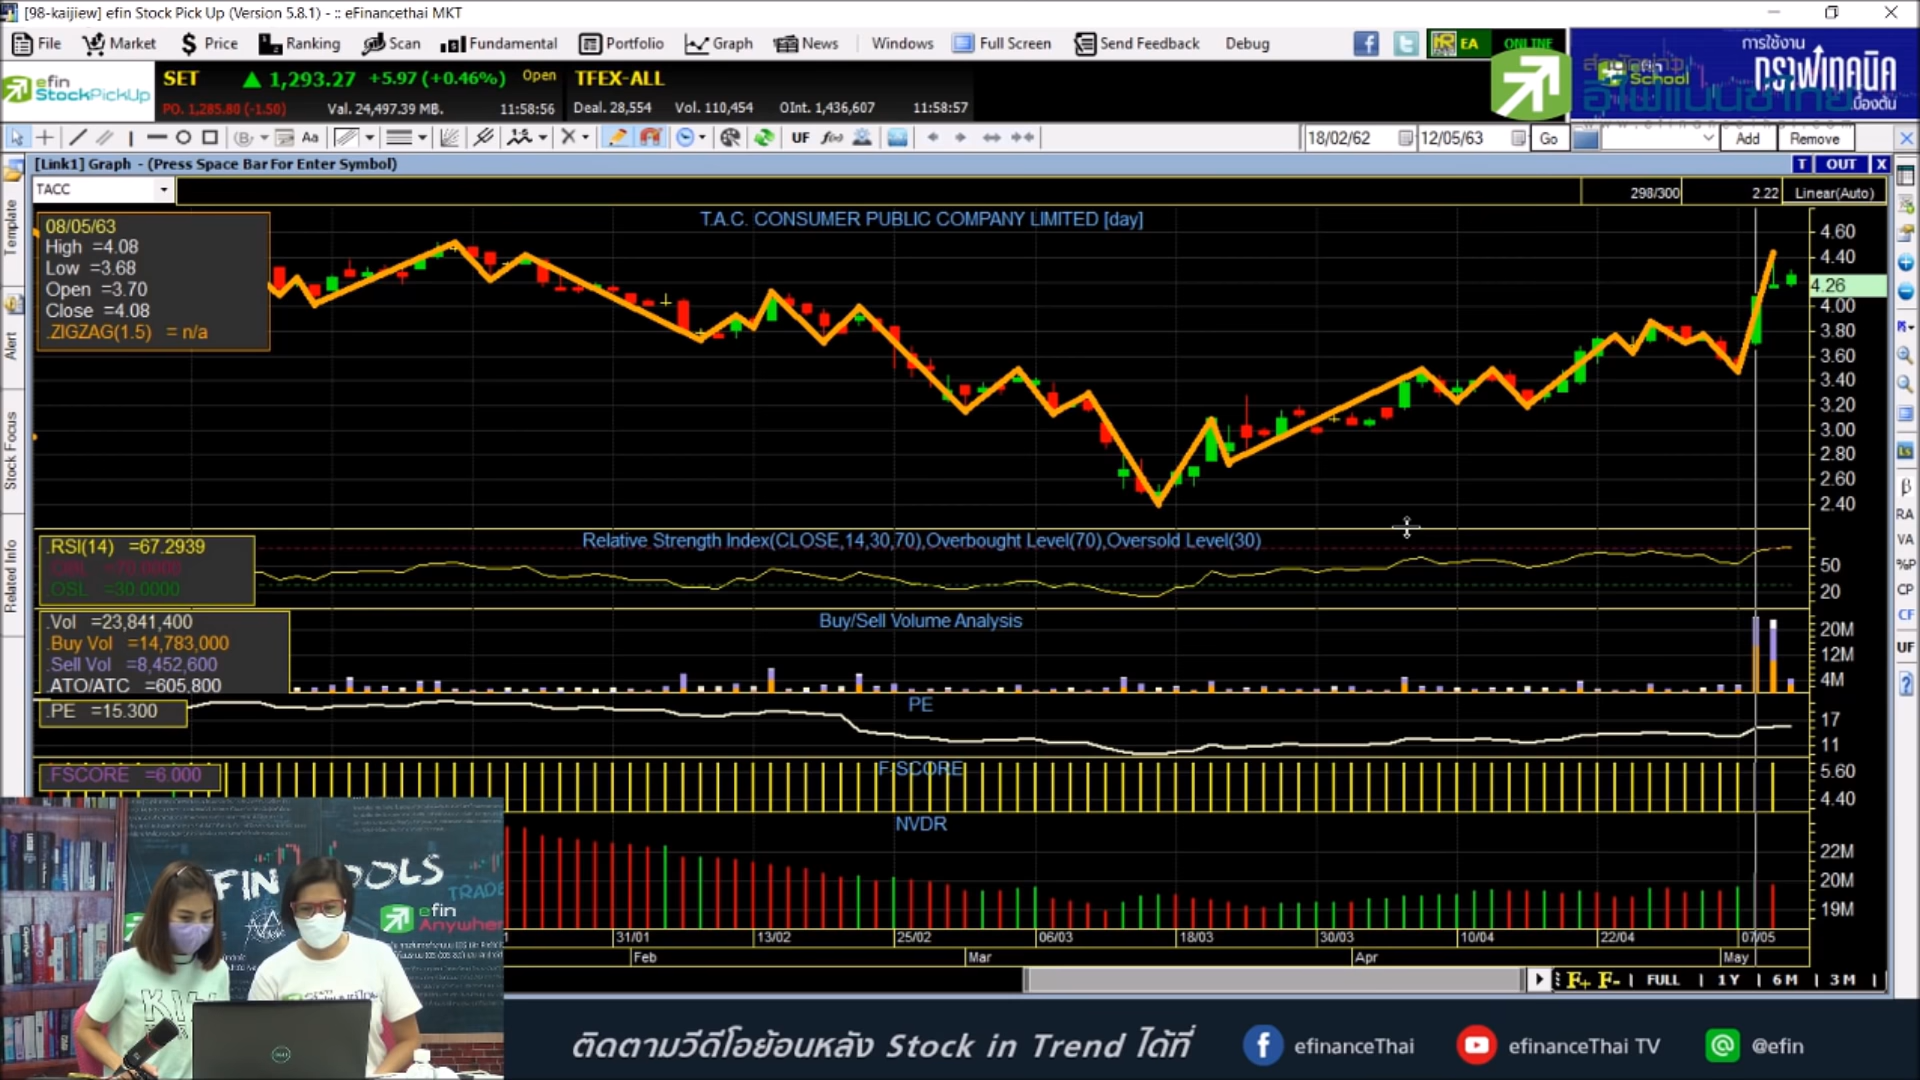 [98-kaijiew] efin Stock Pick Up (Version 5.8.1) - :: eFinanceThai MKT
File Market Price Ranking Scan Fundamental Portfolio Graph News Windows Full Screen Send Feedback Debug EA ONLINE
การใช้งาน
กราฟเทคนิค
เบื้องต้น
efin School
efin StockPickUp
SET 1,293.27 +5.97 (+0.46%) Open TFEX-ALL
PO. 1,285.80 (-1.50) Val. 24,497.39 MB. 11:58:56 Deal. 28,554 Vol. 110,454 OInt. 1,436,607 11:58:57
Aa UF f(x) 18/02/62 12/05/63 Go Add Remove
[Link1] Graph - (Press Space Bar For Enter Symbol) T OUT X
TACC 298/300 2.22 Linear(Auto)
T.A.C. CONSUMER PUBLIC COMPANY LIMITED [day]
08/05/63
High =4.08
Low =3.68
Open =3.70
Close =4.08
.ZIGZAG(1.5) = n/a
4.60
4.40
4.26
4.00
3.80
3.60
3.40
3.20
3.00
2.80
2.60
2.40
Template
Alert
Stock Focus
Related Info
Relative Strength Index(CLOSE,14,30,70),Overbought Level(70),Oversold Level(30)
.RSI(14) =67.2939
.OBL =70.0000
.OSL =30.0000
50
20
Buy/Sell Volume Analysis
.Vol =23,841,400
.Buy Vol =14,783,000
.Sell Vol =8,452,600
.ATO/ATC =605,800
20M
12M
4M
PE
.PE =15.300
17
11
F-SCORE
.FSCORE =6.000
5.60
4.40
NVDR
22M
20M
19M
β
RA
VA
%P
CP
CF
UF
31/01 13/02 25/02 06/03 18/03 30/03 10/04 22/04 07/05
Feb Mar Apr May
F+ F- | FULL | 1Y | 6M | 3M |
TRADE
efin
Anywhere
ติดตามวีดีโอย้อนหลัง Stock in Trend ได้ที่ efinanceThai efinanceThai TV @efin